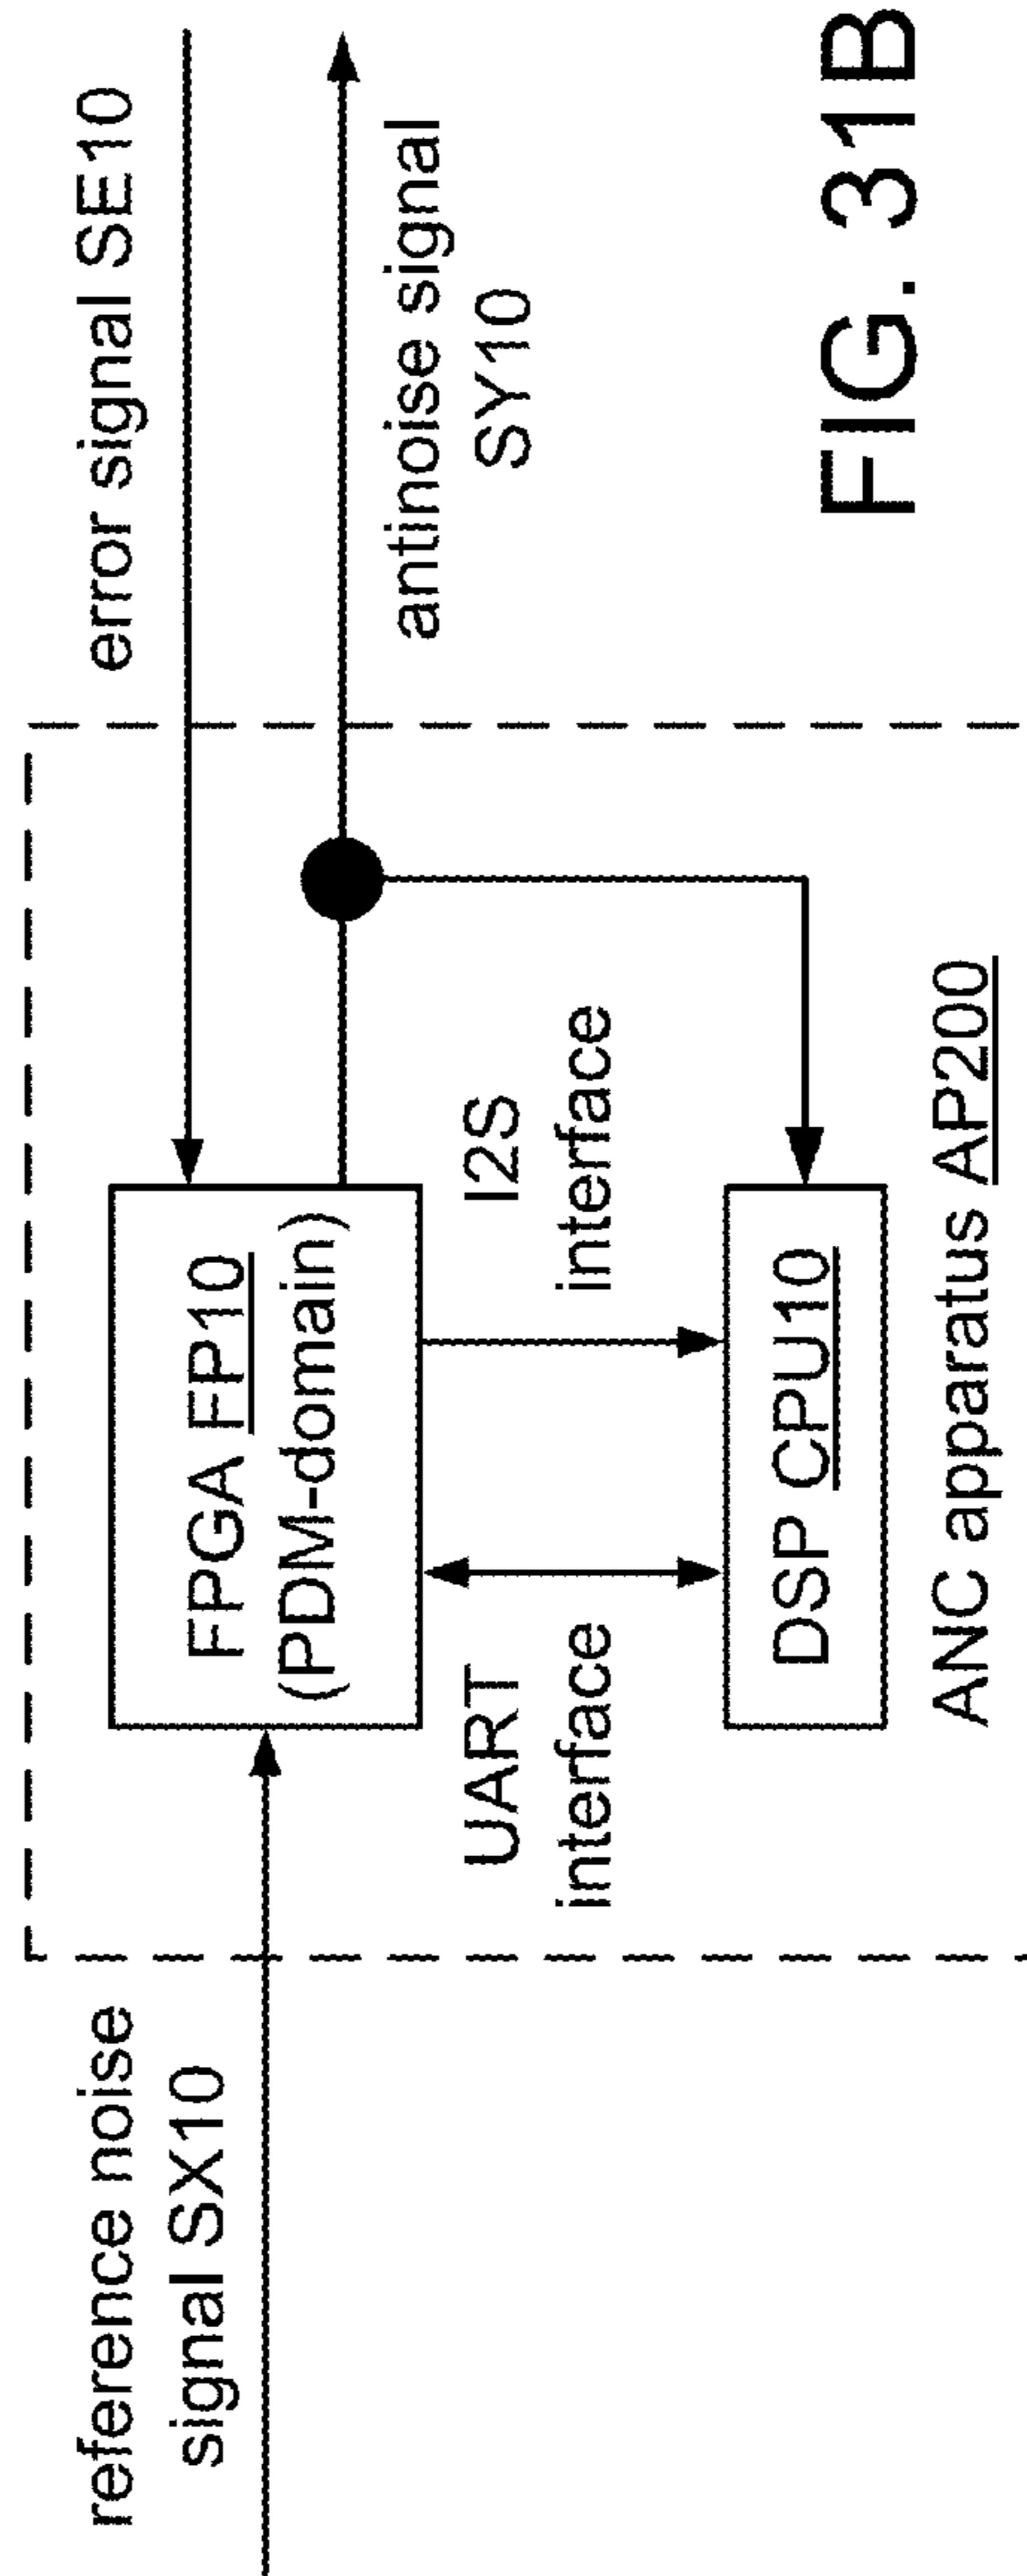 reference noise
signal SX10
error signal SE10
FPGA FP10
(PDM-domain)
antinoise signal
SY10
UART
interface
I2S
interface
DSP CPU10
ANC apparatus AP200
FIG. 31B